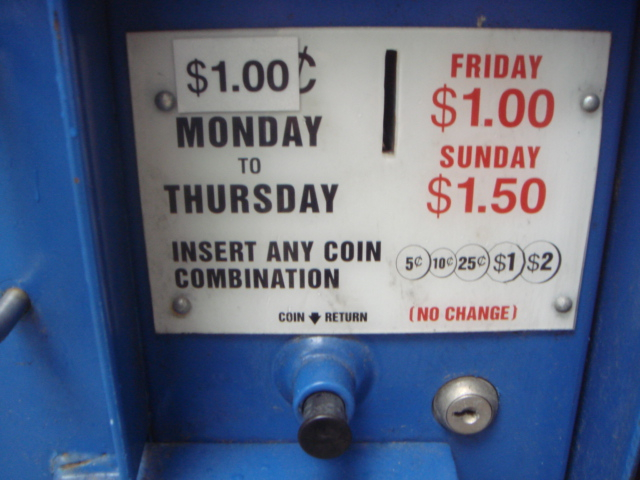 $1.00¢
MONDAY
TO
THURSDAY
FRIDAY
$1.00
SUNDAY
$1.50
INSERT ANY COIN
COMBINATION
5¢ 10¢ 25¢ $1 $2
COIN RETURN
(NO CHANGE)